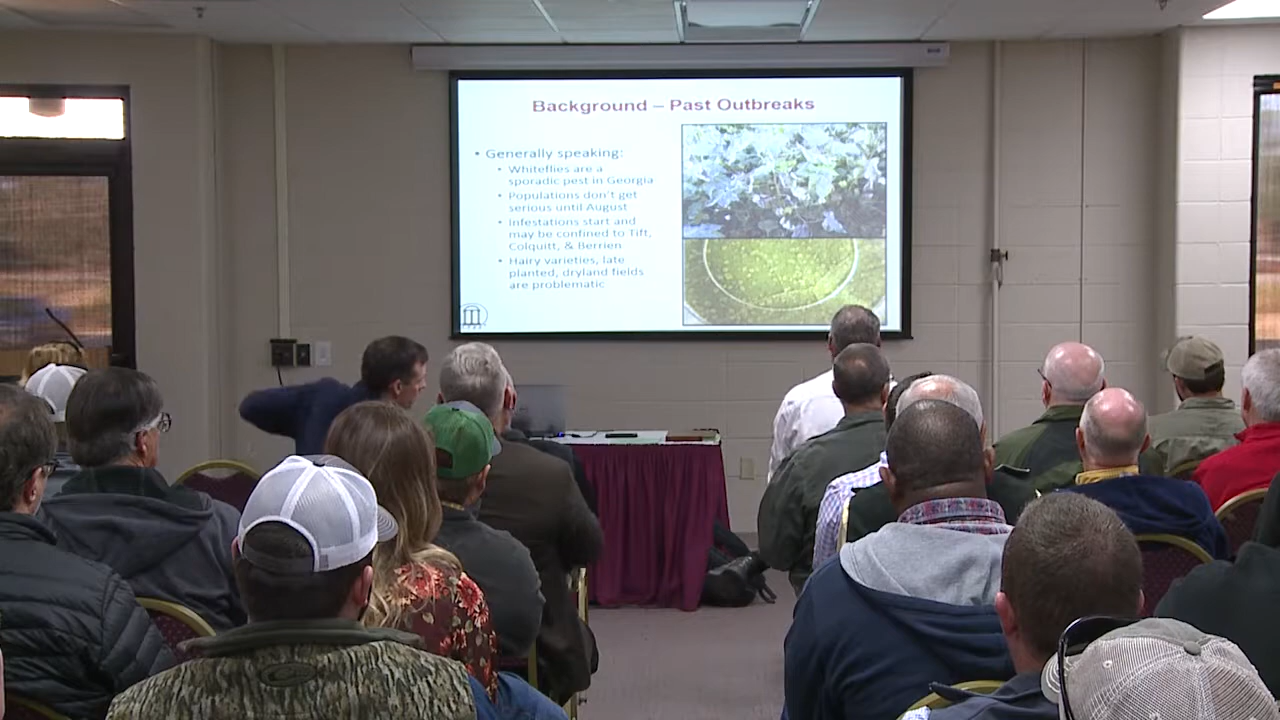 Background – Past Outbreaks
• Generally speaking:
• Whiteflies are a
sporadic pest in Georgia
• Populations don't get
serious until August
• Infestations start and
may be confined to Tift,
Colquitt, & Berrien
• Hairy varieties, late
planted, dryland fields
are problematic